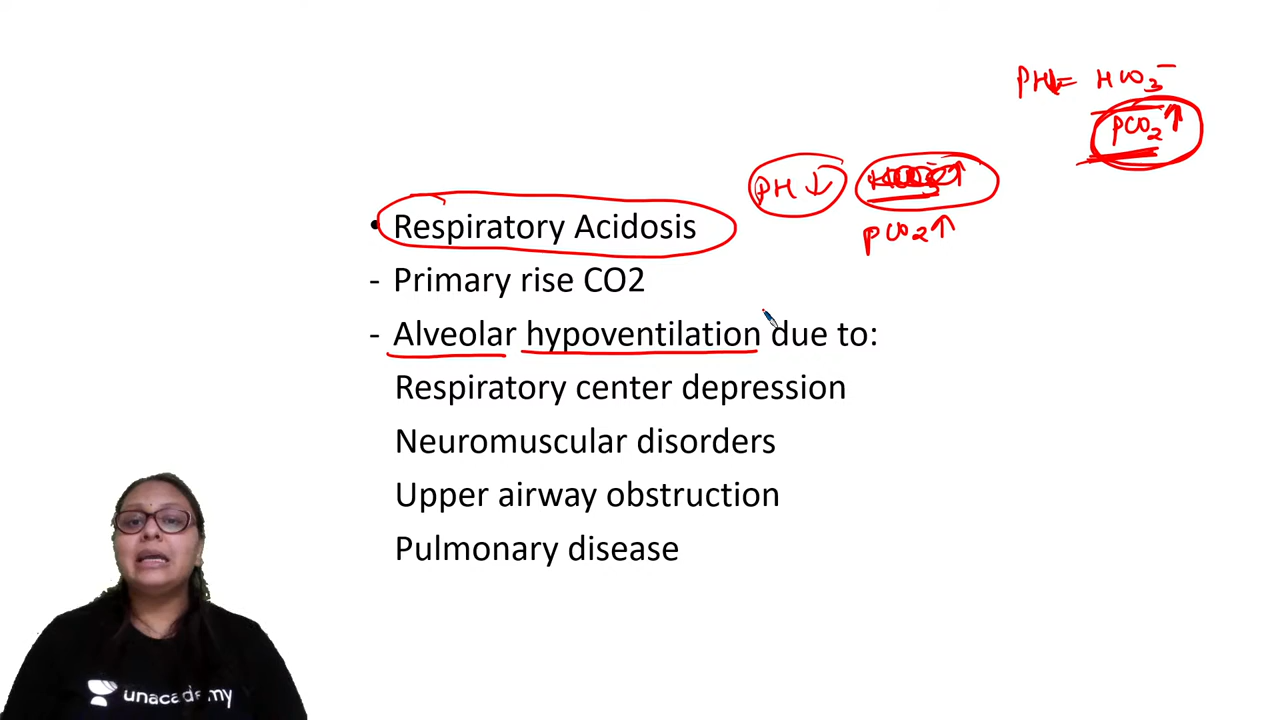 PH↓= HCO3-
PCO2↑
PH↓
PCO2↑
• Respiratory Acidosis
- Primary rise CO2
- Alveolar hypoventilation due to:
Respiratory center depression
Neuromuscular disorders
Upper airway obstruction
Pulmonary disease
unacademy